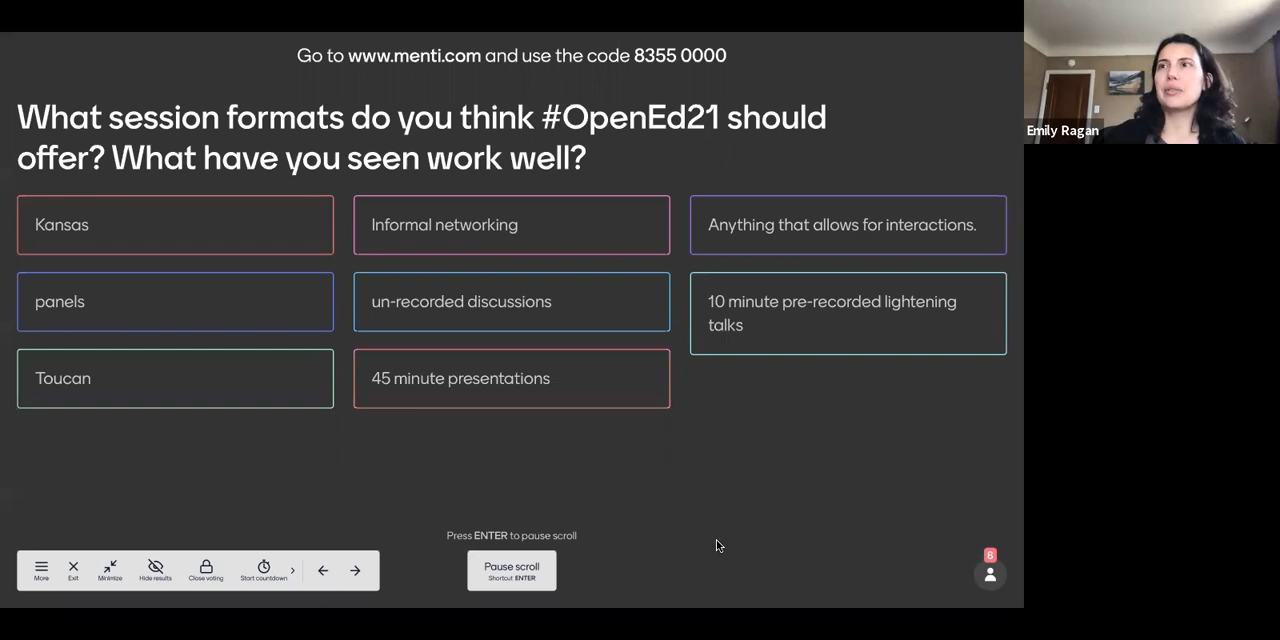 Go to www.menti.com and use the code 8355 0000
What session formats do you think #OpenEd21 should
offer? What have you seen work well?
Kansas
Informal networking
Anything that allows for interactions.
panels
un-recorded discussions
10 minute pre-recorded lightening
talks
Toucan
45 minute presentations
Press ENTER to pause scroll
More
Exit
Minimize
Hide results
Close voting
Start countdown
Pause scroll
Shortcut ENTER
8
Emily Ragan